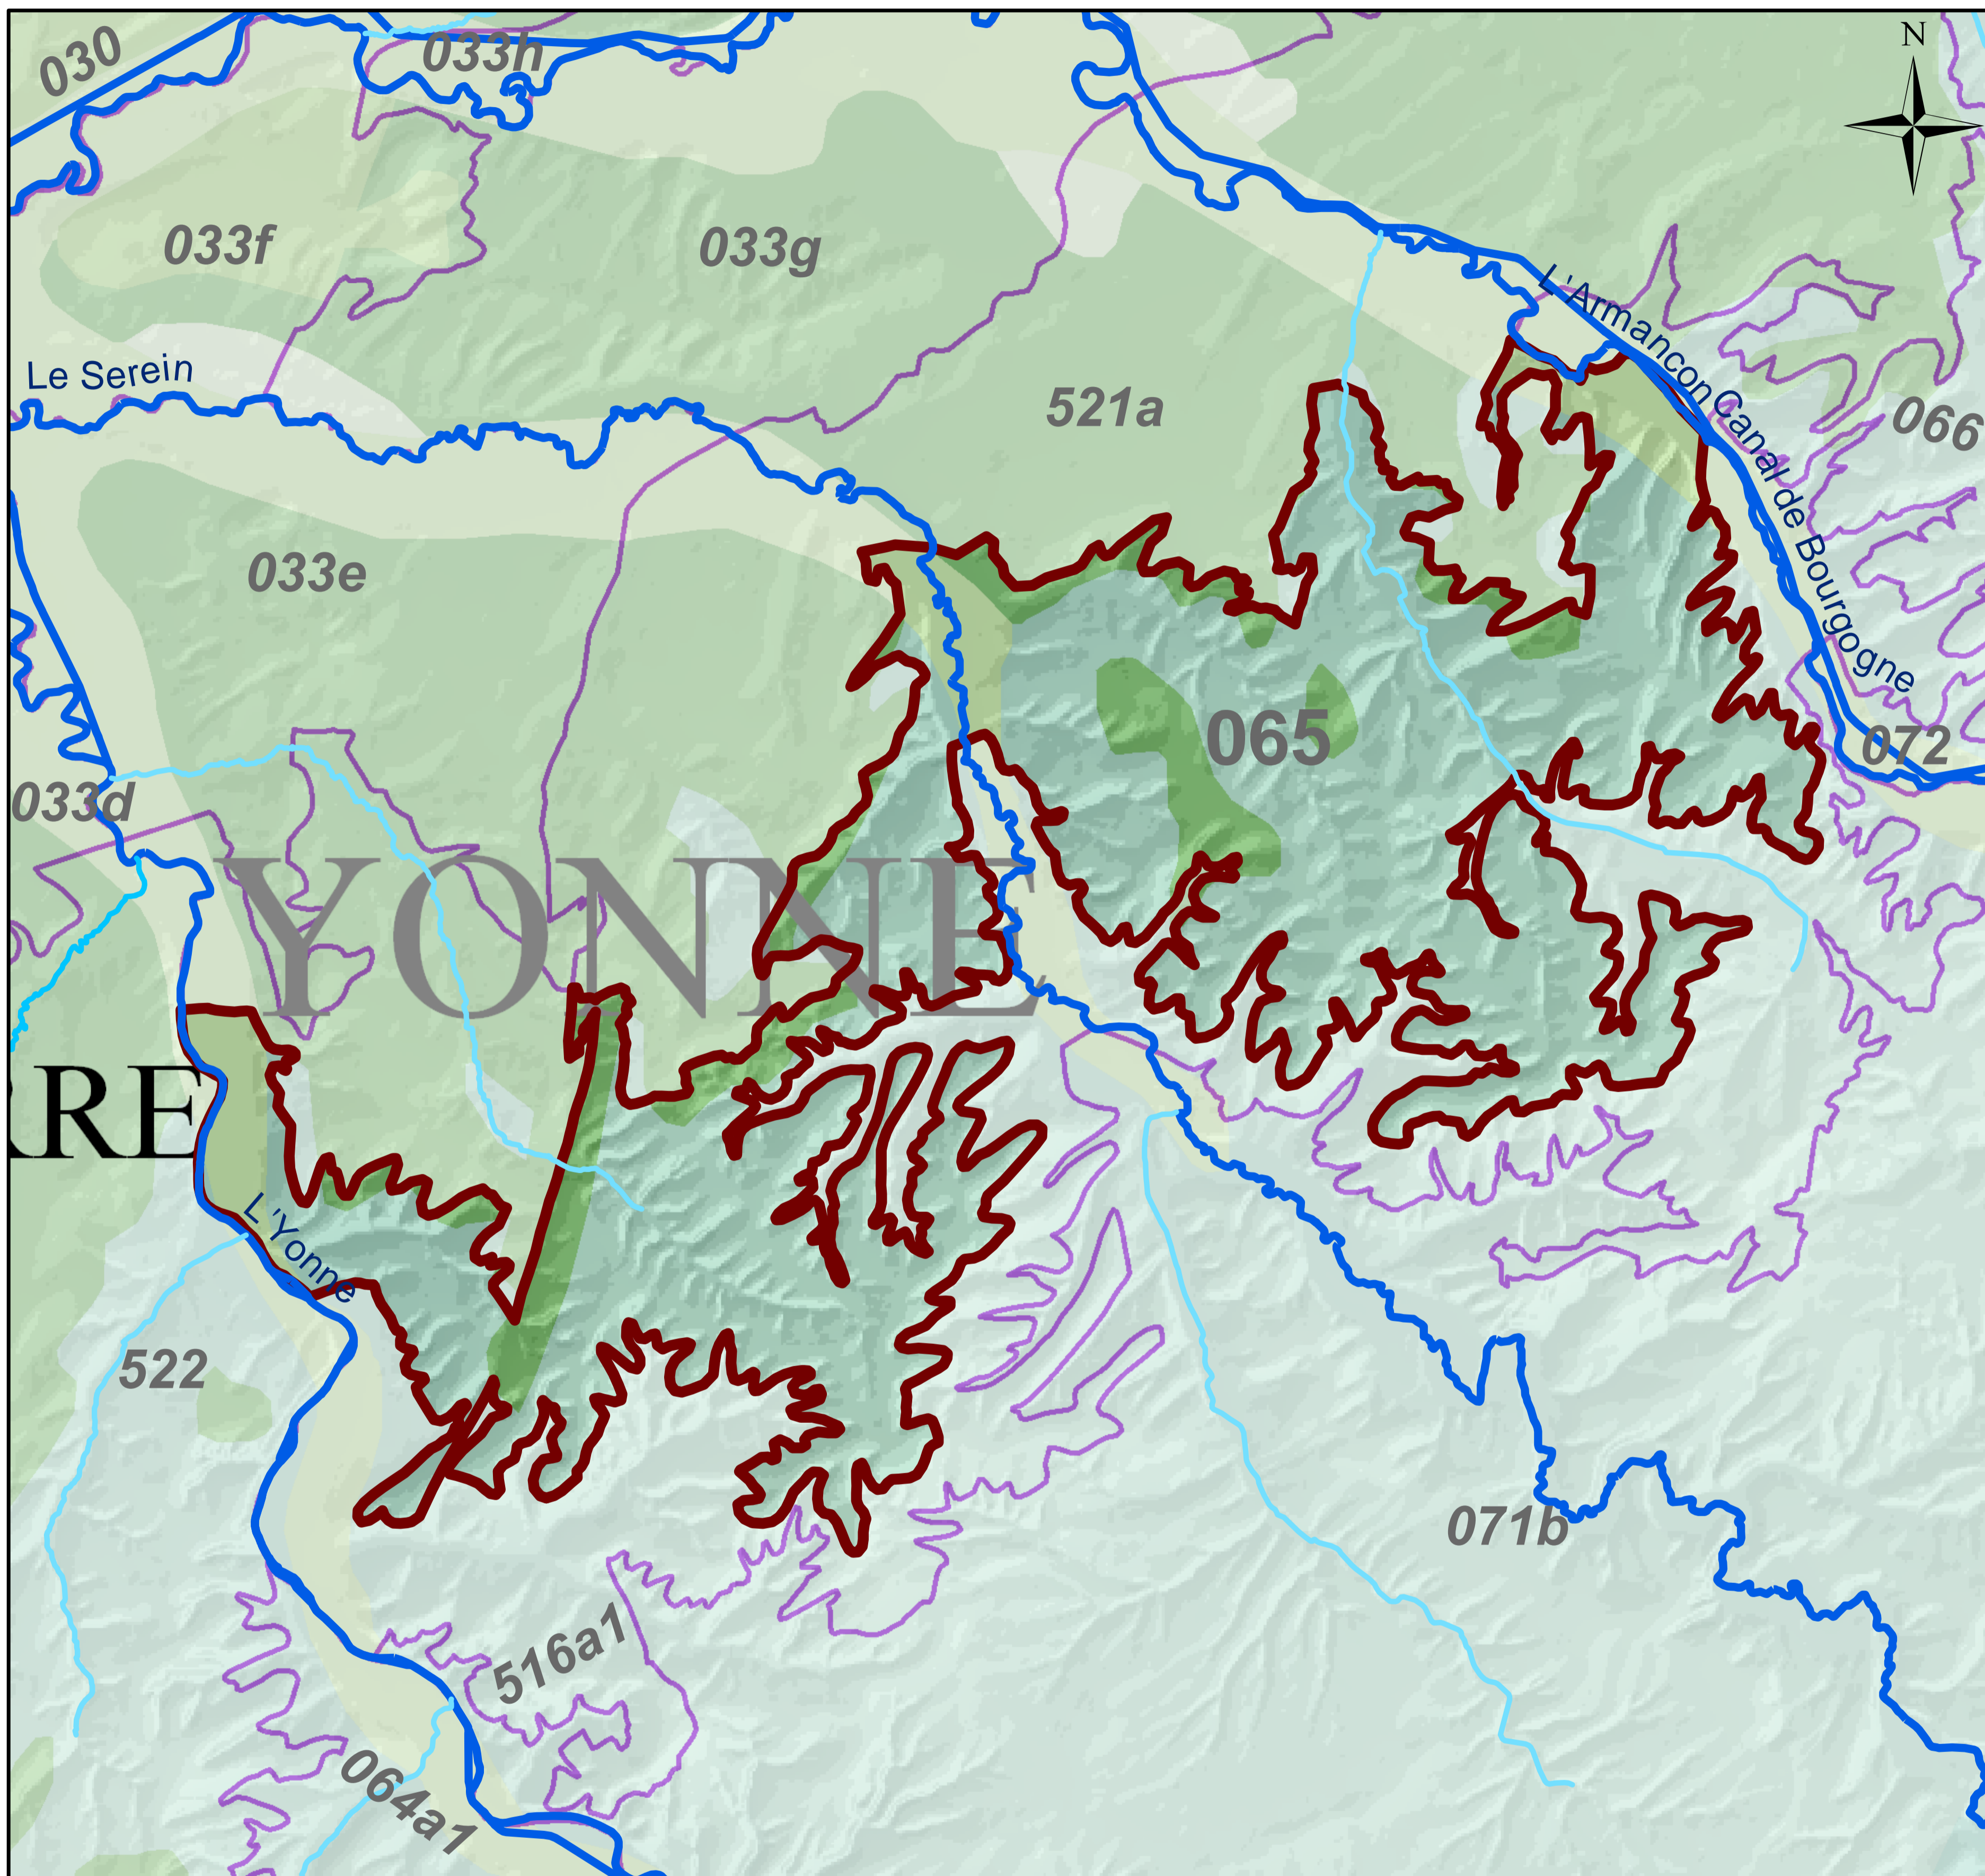 N
030
033h
033f
033g
Le Serein
521a
L'Armancon
Canal de Bourgogne
066
033e
065
072
033d
YONNE
RRE
L'Yonne
522
071b
516a1
064a1